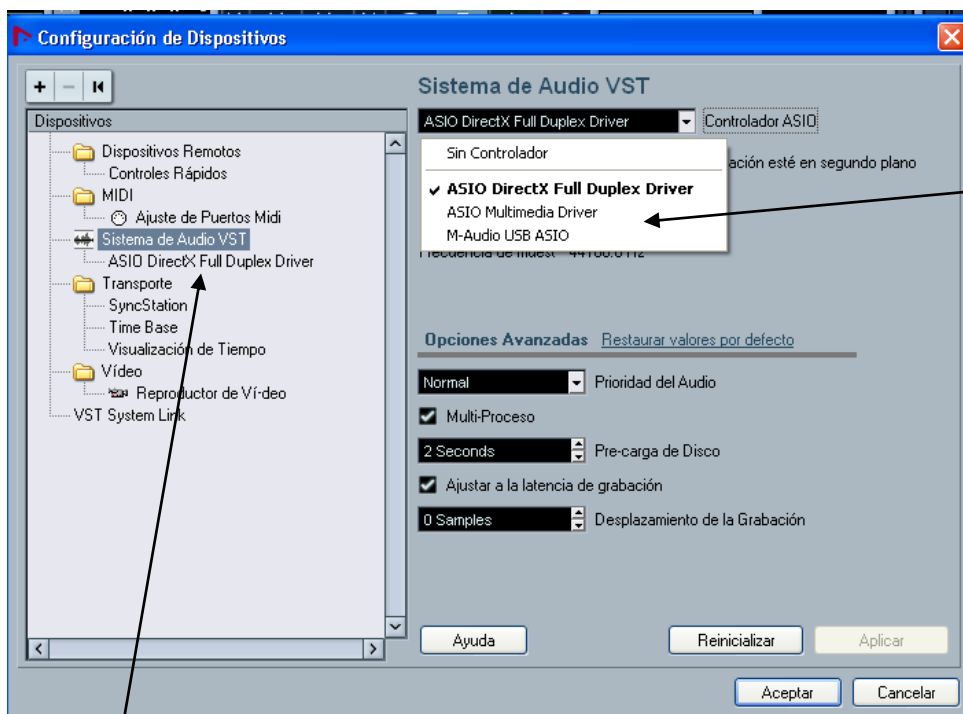 Configuración de Dispositivos
Dispositivos
Dispositivos Remotos
Controles Rápidos
MIDI
Ajuste de Puertos Midi
Sistema de Audio VST
ASIO DirectX Full Duplex Driver
Transporte
SyncStation
Time Base
Visualización de Tiempo
Vídeo
Reproductor de Ví-deo
VST System Link
Sistema de Audio VST
ASIO DirectX Full Duplex Driver Controlador ASIO
Sin Controlador
ación esté en segundo plano
ASIO DirectX Full Duplex Driver
ASIO Multimedia Driver
M-Audio USB ASIO
Opciones Avanzadas Restaurar valores por defecto
Normal Prioridad del Audio
Multi-Proceso
2 Seconds Pre-carga de Disco
Ajustar a la latencia de grabación
0 Samples Desplazamiento de la Grabación
Ayuda Reinicializar Aplicar
Aceptar Cancelar